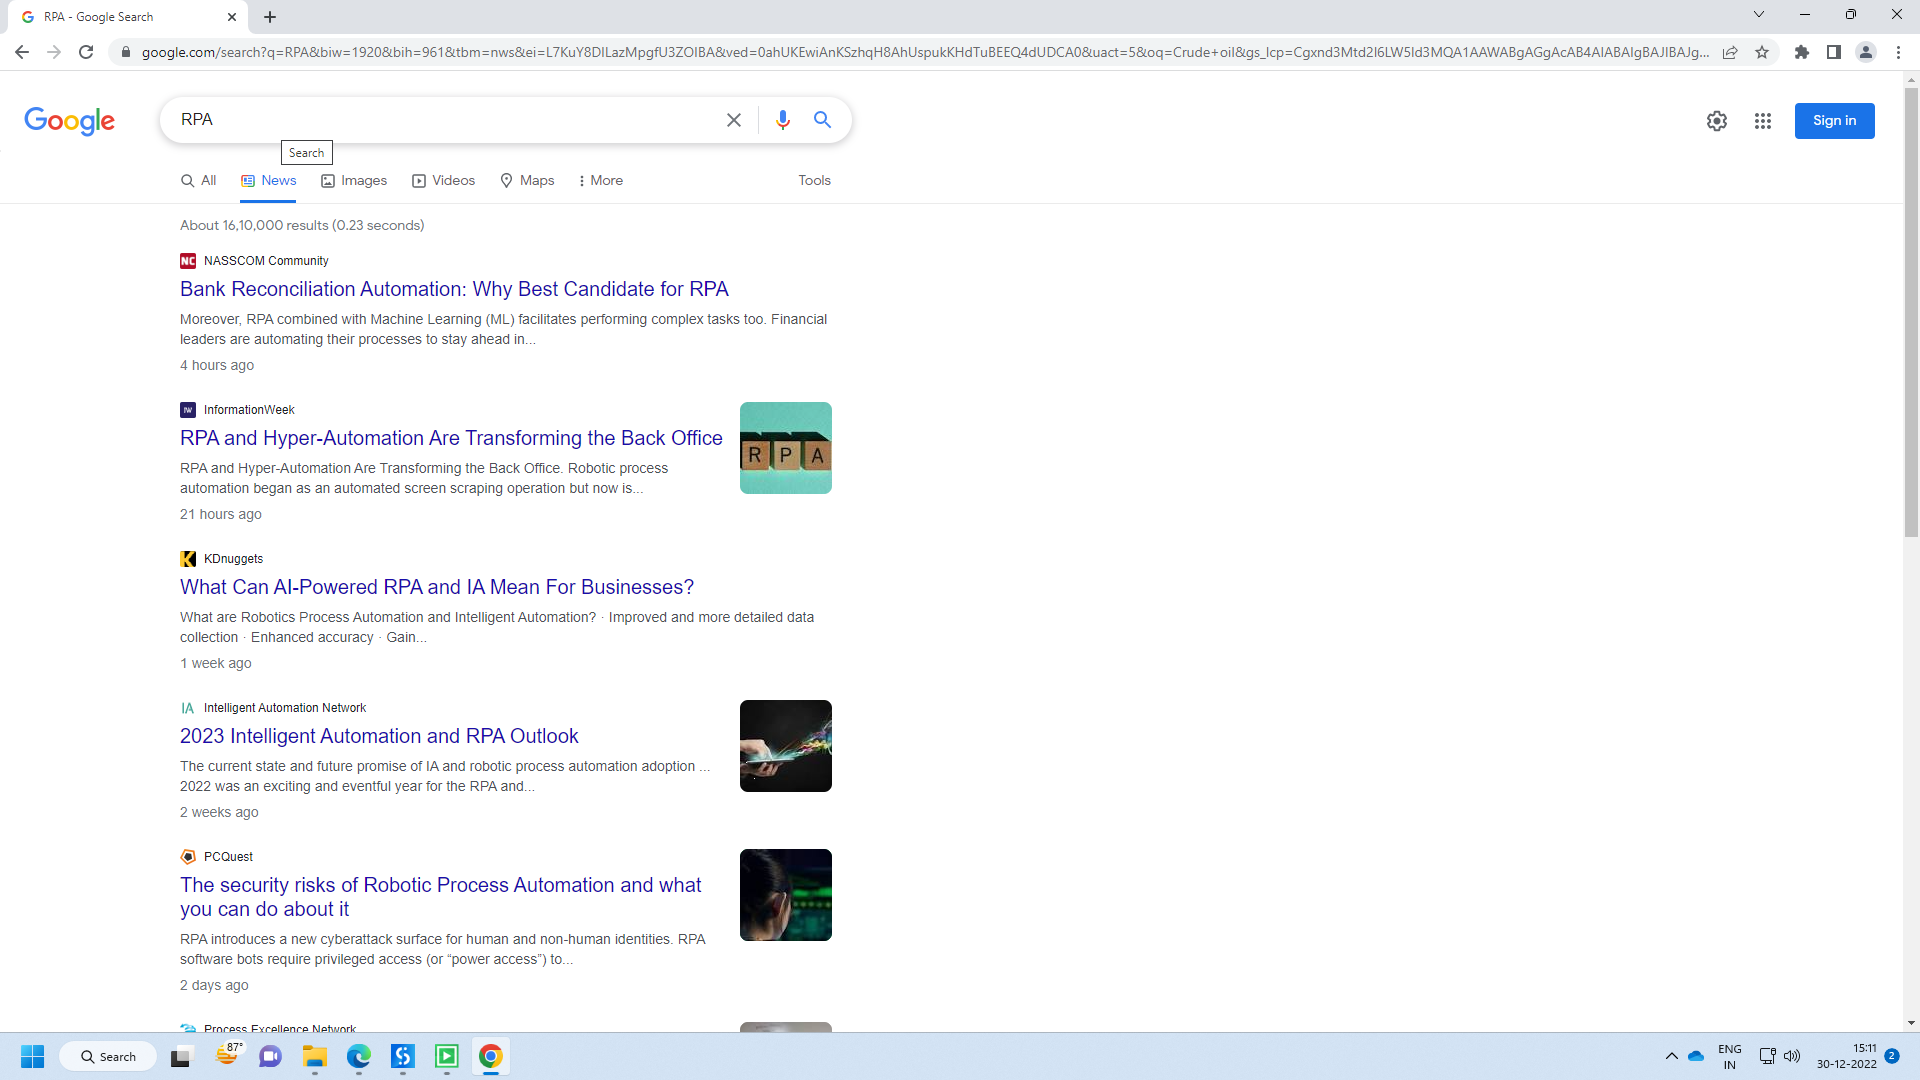 RPA - Google Search
google.com/search?q=RPA&biw=1920&bih=961&tbm=nws&ei=L7KuY8DILazMpgfU3ZOIBA&ved=0ahUKEwiAnKSzhqH8AhUspukKHdTuBEEQ4dUDCA0&uact=5&oq=Crude+oil&gs_lcp=Cgxnd3Mtd2l6LW5ld3MQA1AAWABgAGgAcAB4AIABAIgBAJIBAJg...
Google
RPA
Sign in
Search
All
News
Images
Videos
Maps
More
Tools
About 16,10,000 results (0.23 seconds)
NC NASSCOM Community
Bank Reconciliation Automation: Why Best Candidate for RPA
Moreover, RPA combined with Machine Learning (ML) facilitates performing complex tasks too. Financial
leaders are automating their processes to stay ahead in...
4 hours ago
IW InformationWeek
RPA and Hyper-Automation Are Transforming the Back Office
RPA and Hyper-Automation Are Transforming the Back Office. Robotic process
automation began as an automated screen scraping operation but now is...
21 hours ago
R P A
KDnuggets
What Can AI-Powered RPA and IA Mean For Businesses?
What are Robotics Process Automation and Intelligent Automation? · Improved and more detailed data
collection · Enhanced accuracy · Gain...
1 week ago
IA Intelligent Automation Network
2023 Intelligent Automation and RPA Outlook
The current state and future promise of IA and robotic process automation adoption ...
2022 was an exciting and eventful year for the RPA and...
2 weeks ago
PCQuest
The security risks of Robotic Process Automation and what
you can do about it
RPA introduces a new cyberattack surface for human and non-human identities. RPA
software bots require privileged access (or “power access”) to...
2 days ago
Process Excellence Network
Search
87°
ENG
IN
15:11
30-12-2022
2